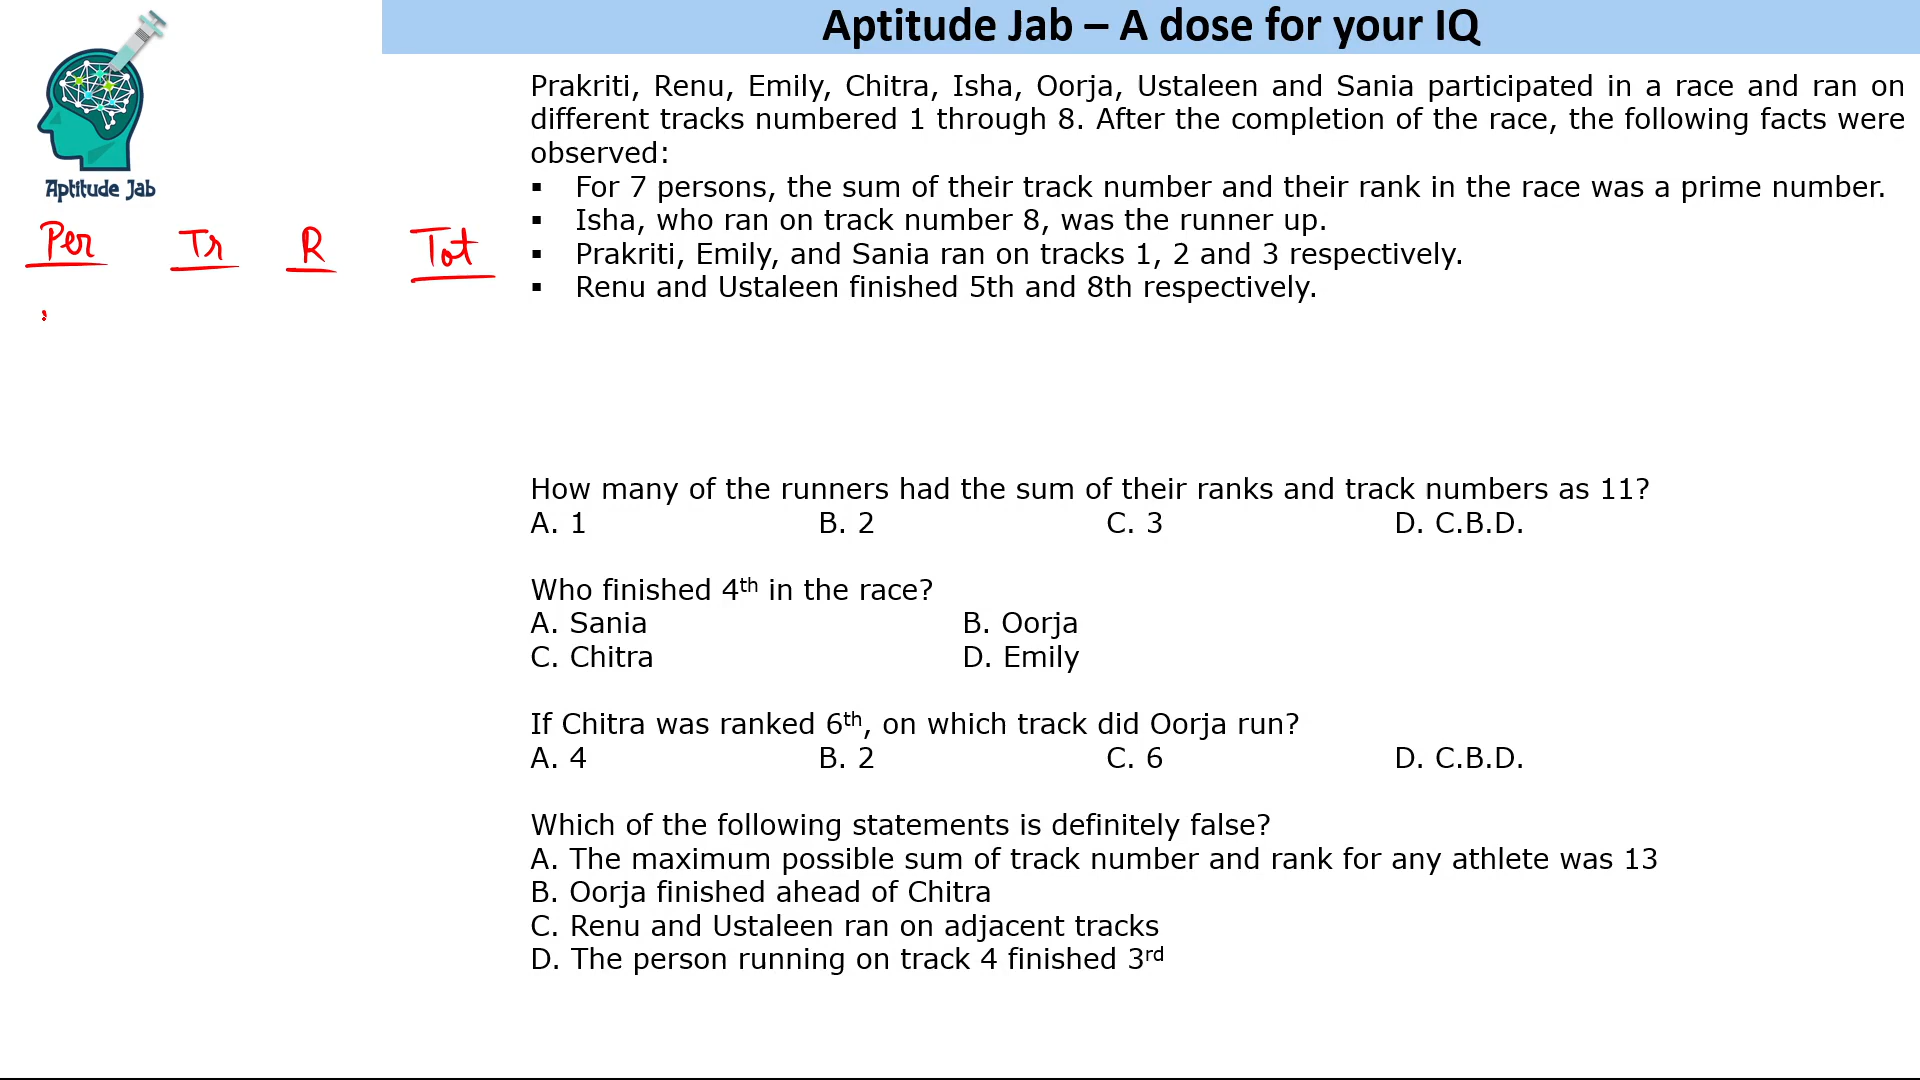 Aptitude Jab – A dose for your IQ
Aptitude Jab
Prakriti, Renu, Emily, Chitra, Isha, Oorja, Ustaleen and Sania participated in a race and ran on
different tracks numbered 1 through 8. After the completion of the race, the following facts were
observed:
▪ For 7 persons, the sum of their track number and their rank in the race was a prime number.
▪ Isha, who ran on track number 8, was the runner up.
▪ Prakriti, Emily, and Sania ran on tracks 1, 2 and 3 respectively.
▪ Renu and Ustaleen finished 5th and 8th respectively.
Per Tr R Tot
How many of the runners had the sum of their ranks and track numbers as 11?
A. 1 B. 2 C. 3 D. C.B.D.
Who finished 4th in the race?
A. Sania B. Oorja
C. Chitra D. Emily
If Chitra was ranked 6th, on which track did Oorja run?
A. 4 B. 2 C. 6 D. C.B.D.
Which of the following statements is definitely false?
A. The maximum possible sum of track number and rank for any athlete was 13
B. Oorja finished ahead of Chitra
C. Renu and Ustaleen ran on adjacent tracks
D. The person running on track 4 finished 3rd